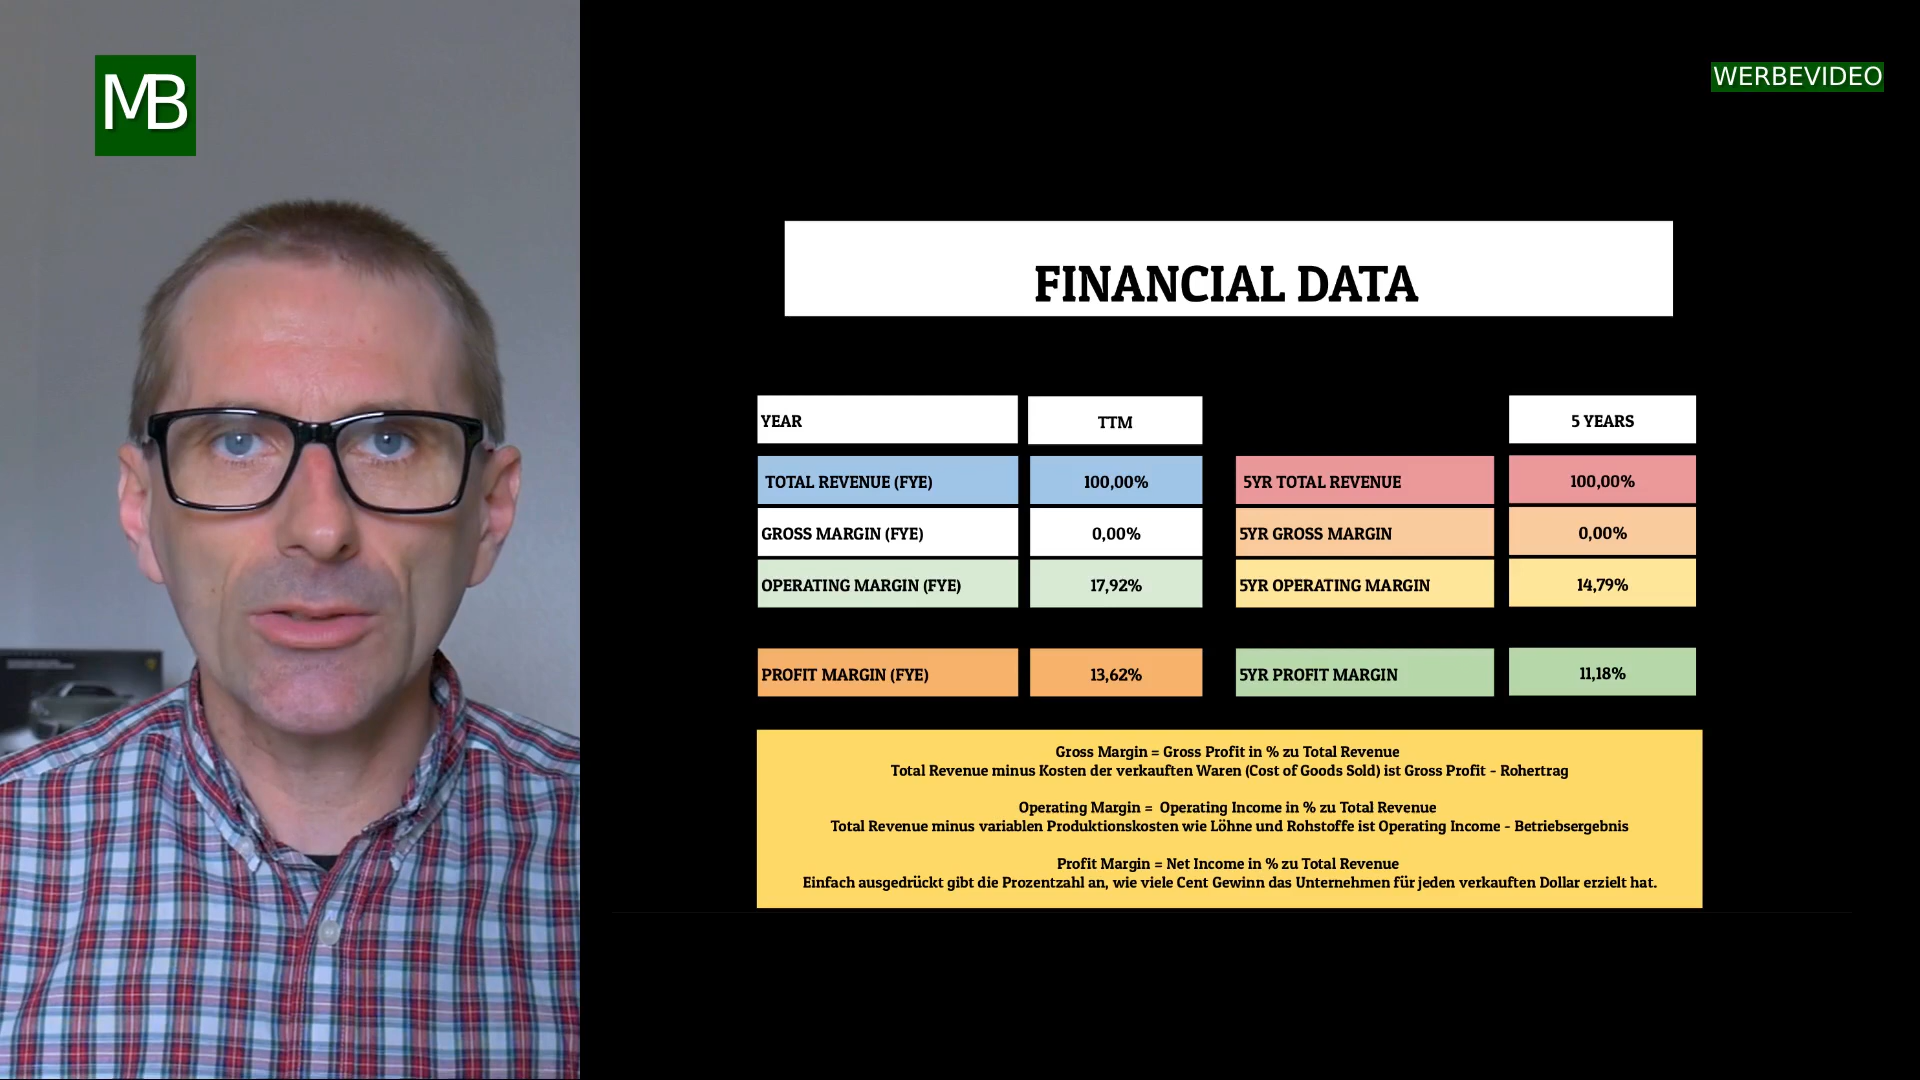 MB
WERBEVIDEO
FINANCIAL DATA
YEAR TTM 5 YEARS
TOTAL REVENUE (FYE) 100,00% 5YR TOTAL REVENUE 100,00%
GROSS MARGIN (FYE) 0,00% 5YR GROSS MARGIN 0,00%
OPERATING MARGIN (FYE) 17,92% 5YR OPERATING MARGIN 14,79%
PROFIT MARGIN (FYE) 13,62% 5YR PROFIT MARGIN 11,18%
Gross Margin = Gross Profit in % zu Total Revenue
Total Revenue minus Kosten der verkauften Waren (Cost of Goods Sold) ist Gross Profit - Rohertrag
Operating Margin = Operating Income in % zu Total Revenue
Total Revenue minus variablen Produktionskosten wie Löhne und Rohstoffe ist Operating Income - Betriebsergebnis
Profit Margin = Net Income in % zu Total Revenue
Einfach ausgedrückt gibt die Prozentzahl an, wie viele Cent Gewinn das Unternehmen für jeden verkauften Dollar erzielt hat.